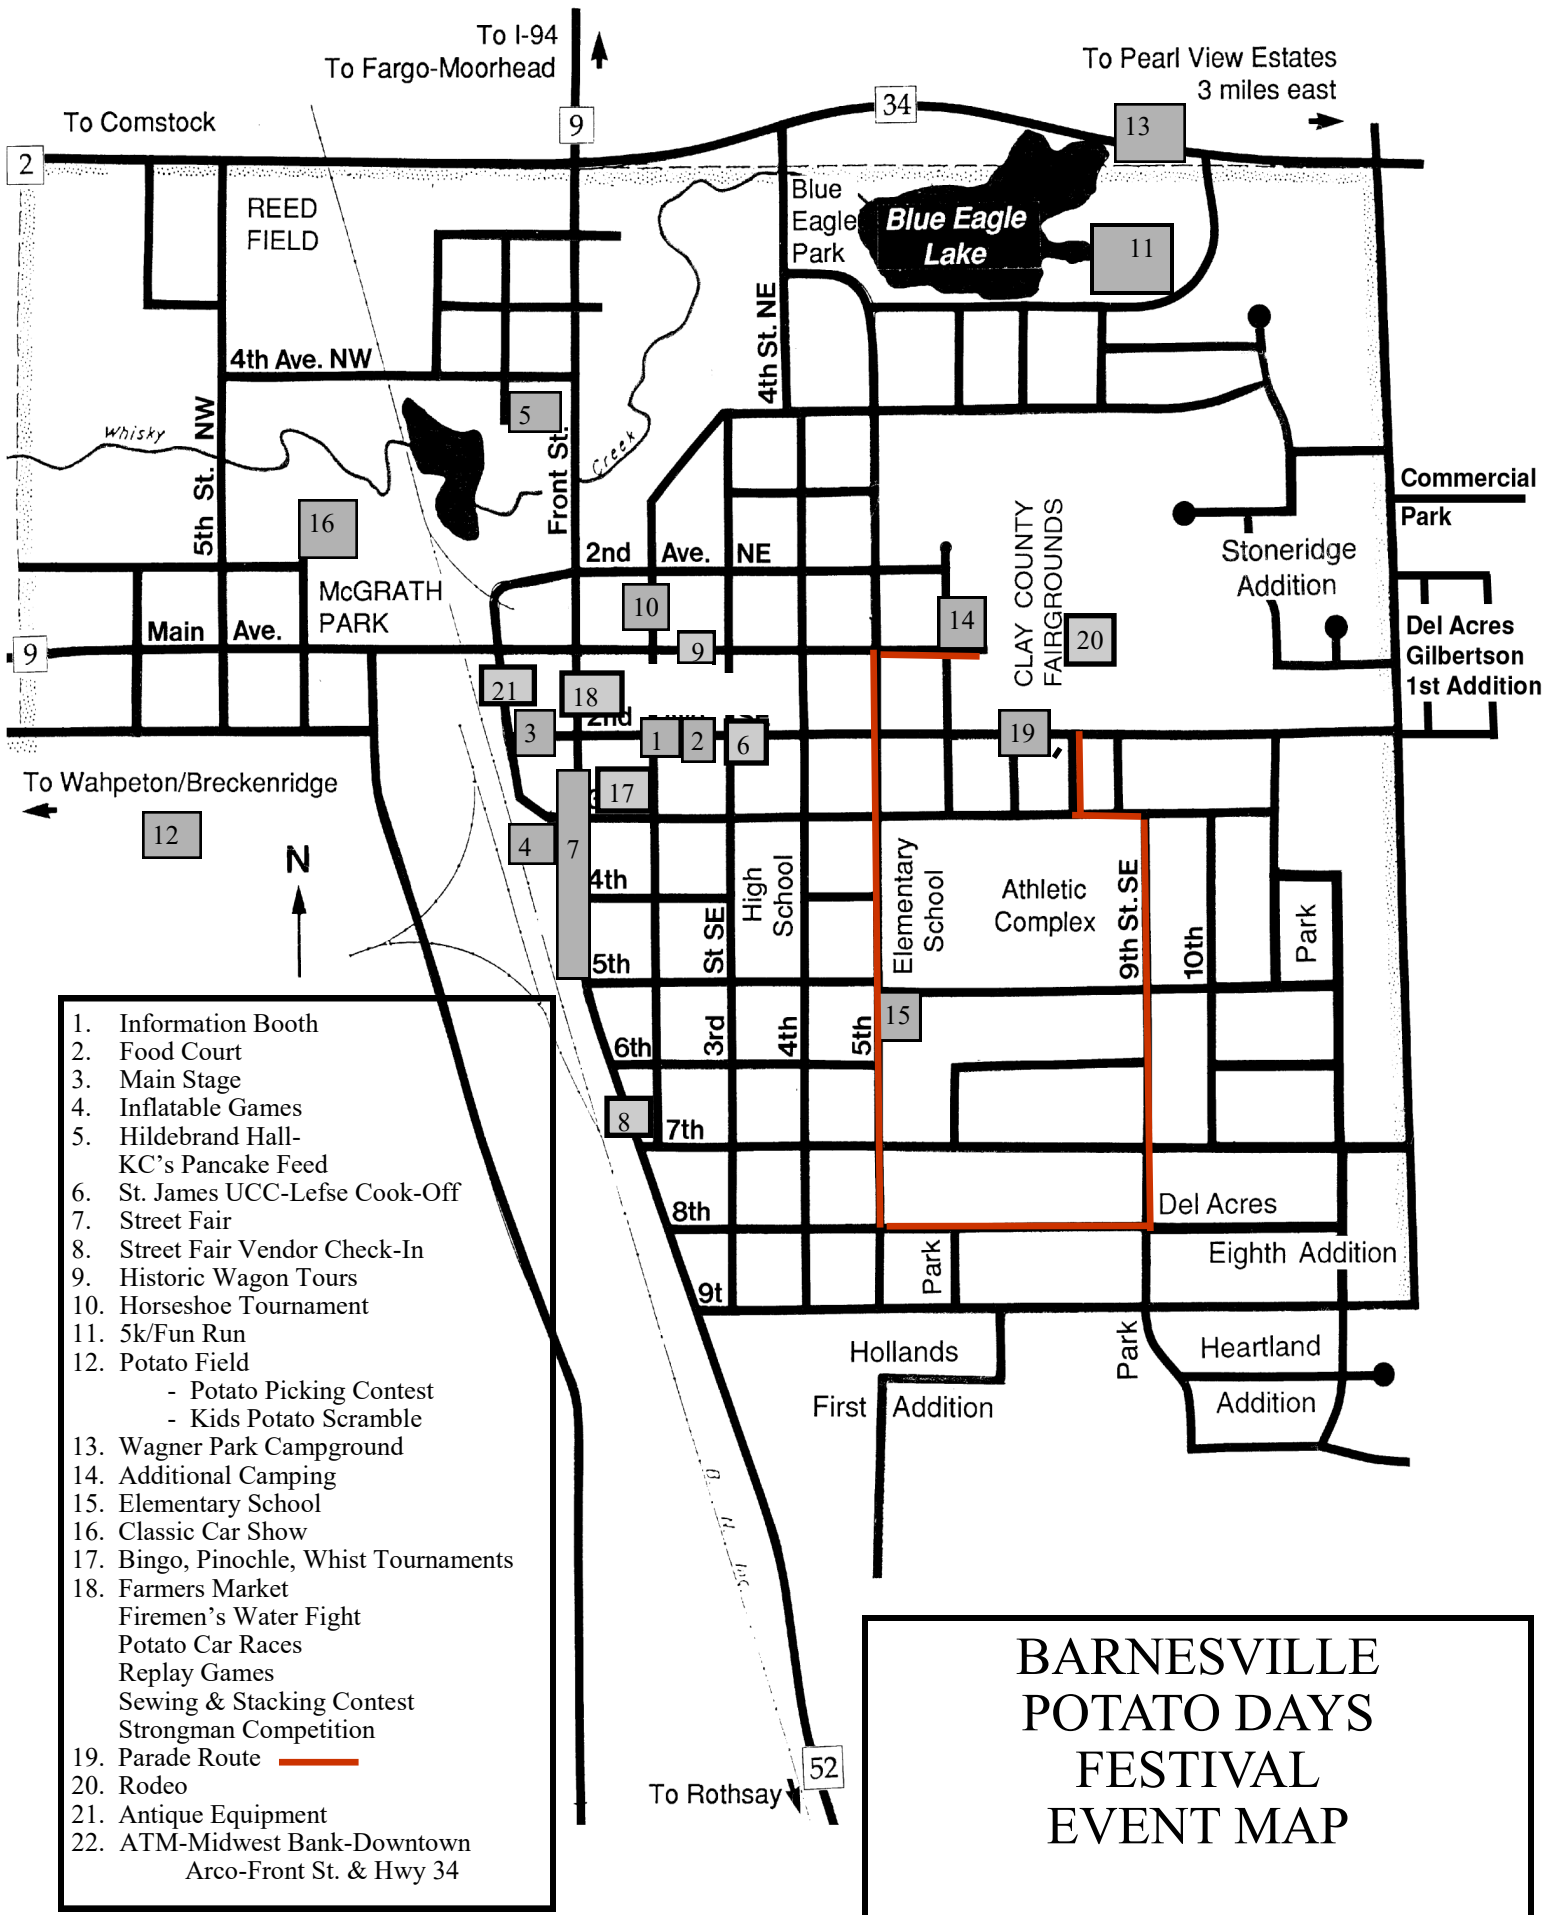 To I-94
To Fargo-Moorhead
9
To Comstock
2
34
To Pearl View Estates
3 miles east
13
REED
FIELD
Blue
Eagle
Park
Blue Eagle
Lake
11
4th St. NE
4th Ave. NW
5
Front St.
Whisky
Creek
5th St. NW
16
McGRATH
PARK
Main Ave.
9
2nd Ave. NE
10
9
14
CLAY COUNTY
FAIRGROUNDS
20
Stoneridge
Addition
Commercial
Park
Del Acres
Gilbertson
1st Addition
21
18
2nd
3
1
2
6
19
17
4
7
To Wahpeton/Breckenridge
12
N
4th
5th
6th
7th
8th
9t
8
St SE
3rd
4th
5th
High
School
Elementary
School
15
Athletic
Complex
9th St. SE
10th
Park
Del Acres
Eighth Addition
Park
Park
Hollands
First Addition
Heartland
Addition
B. N. Inc.
52
To Rothsay
1. Information Booth
2. Food Court
3. Main Stage
4. Inflatable Games
5. Hildebrand Hall-
KC's Pancake Feed
6. St. James UCC-Lefse Cook-Off
7. Street Fair
8. Street Fair Vendor Check-In
9. Historic Wagon Tours
10. Horseshoe Tournament
11. 5k/Fun Run
12. Potato Field
- Potato Picking Contest
- Kids Potato Scramble
13. Wagner Park Campground
14. Additional Camping
15. Elementary School
16. Classic Car Show
17. Bingo, Pinochle, Whist Tournaments
18. Farmers Market
Firemen's Water Fight
Potato Car Races
Replay Games
Sewing & Stacking Contest
Strongman Competition
19. Parade Route
20. Rodeo
21. Antique Equipment
22. ATM-Midwest Bank-Downtown
Arco-Front St. & Hwy 34
BARNESVILLE
POTATO DAYS
FESTIVAL
EVENT MAP